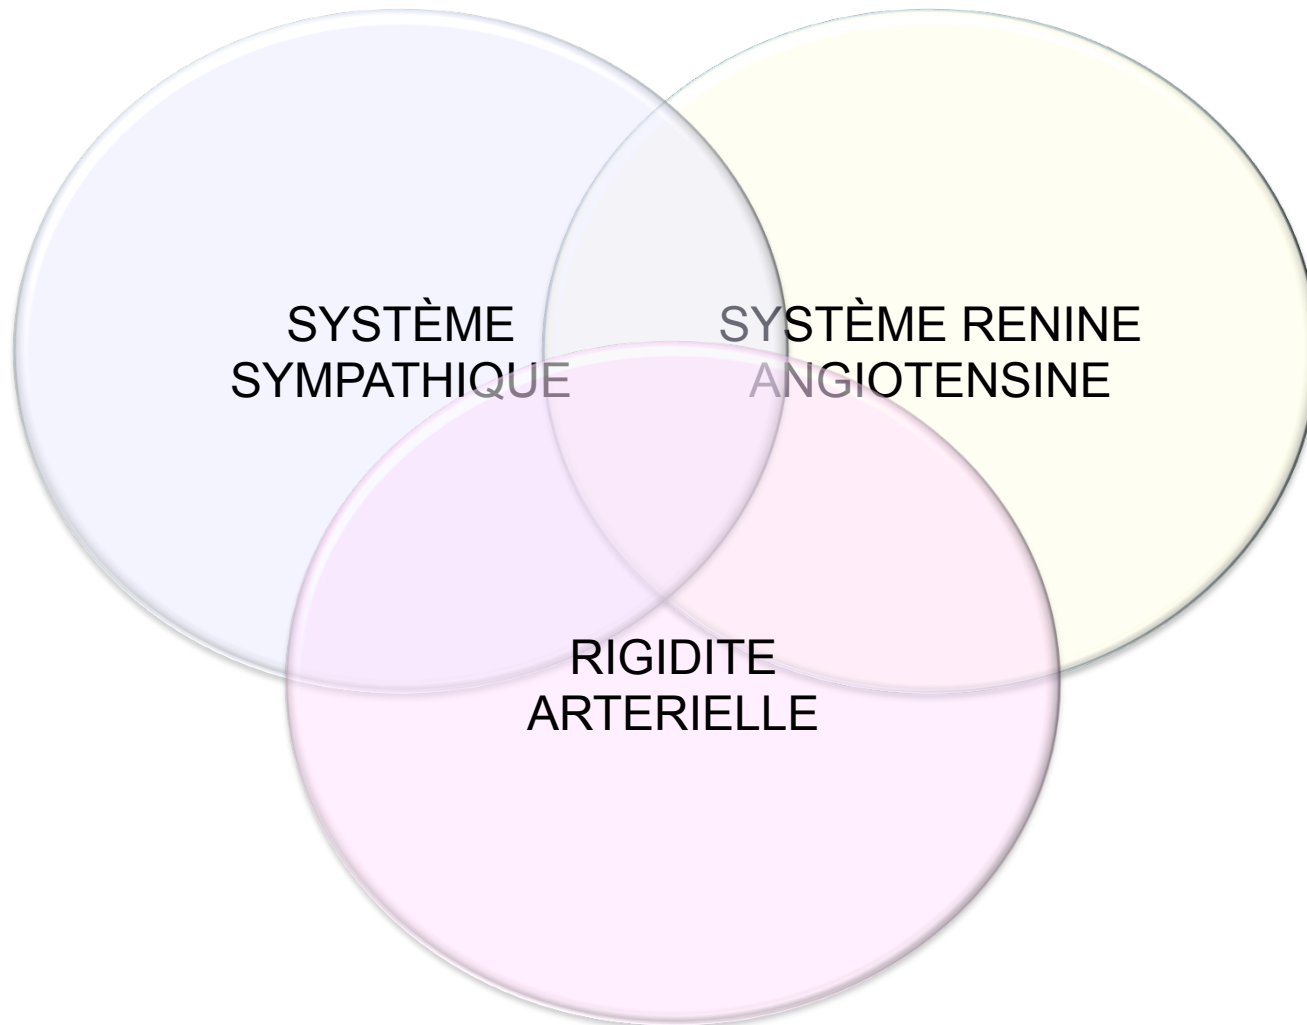 SYSTÈME
SYMPATHIQUE
SYSTÈME RENINE
ANGIOTENSINE
RIGIDITE
ARTERIELLE